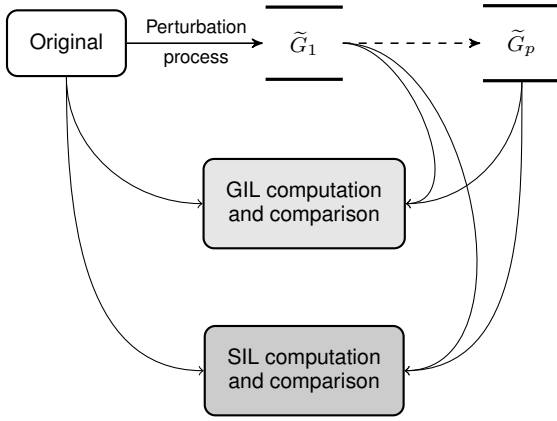 Original
Perturbation
process
G̃₁
G̃ₚ
GIL computation
and comparison
SIL computation
and comparison